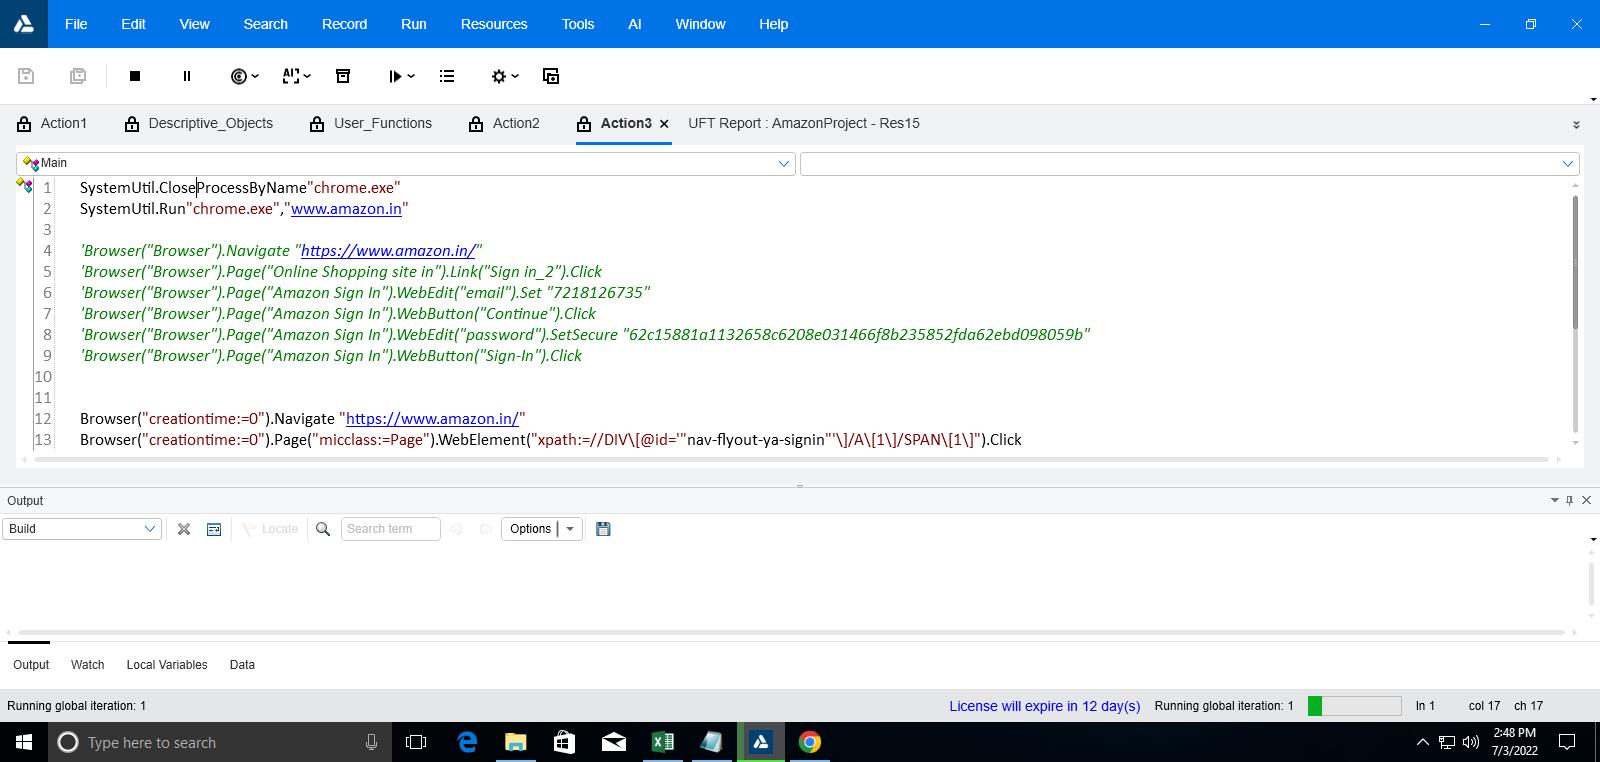 File Edit View Search Record Run Resources Tools AI Window Help
Action1 Descriptive_Objects User_Functions Action2 Action3 UFT Report : AmazonProject - Res15
Main
1 SystemUtil.CloseProcessByName"chrome.exe"
2 SystemUtil.Run"chrome.exe","www.amazon.in"
3
4 'Browser("Browser").Navigate "https://www.amazon.in/"
5 'Browser("Browser").Page("Online Shopping site in").Link("Sign in_2").Click
6 'Browser("Browser").Page("Amazon Sign In").WebEdit("email").Set "7218126735"
7 'Browser("Browser").Page("Amazon Sign In").WebButton("Continue").Click
8 'Browser("Browser").Page("Amazon Sign In").WebEdit("password").SetSecure "62c15881a1132658c6208e031466f8b235852fda62ebd098059b"
9 'Browser("Browser").Page("Amazon Sign In").WebButton("Sign-In").Click
10
11
12 Browser("creationtime:=0").Navigate "https://www.amazon.in/"
13 Browser("creationtime:=0").Page("micclass:=Page").WebElement("xpath:=//DIV\[@id='"nav-flyout-ya-signin"'\]/A\[1\]/SPAN\[1\]").Click
Output
Build Locate Search term Options
Output Watch Local Variables Data
Running global iteration: 1 License will expire in 12 day(s) Running global iteration: 1 ln 1 col 17 ch 17
Type here to search
2:48 PM
7/3/2022